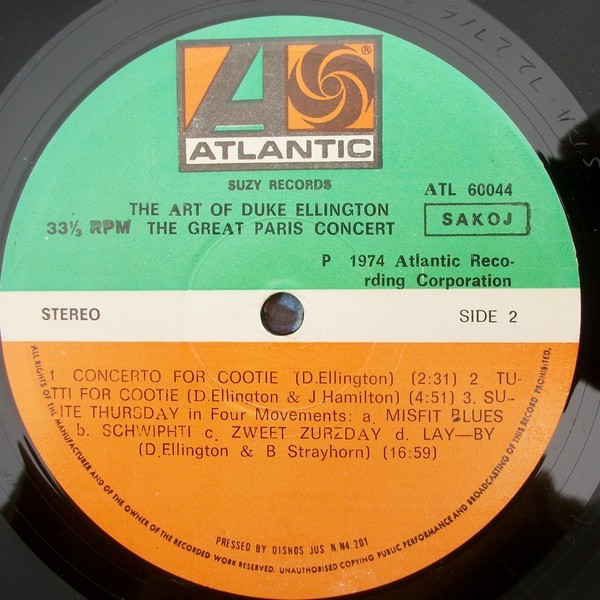 ®
ATLANTIC
SUZY RECORDS
ATL 60044
THE ART OF DUKE ELLINGTON
SAKOJ
33⅓ RPM THE GREAT PARIS CONCERT
P 1974 Atlantic Reco-
rding Corporation
STEREO
SIDE 2
1 CONCERTO FOR COOTIE (D.Ellington) (2:31) 2. TU-
TTI FOR COOTIE (D.Ellington & J.Hamilton) (4:51) 3. SU-
ITE THURSDAY in Four Movements: a. MISFIT BLUES
b. SCHWIPHTI c. ZWEET ZURZDAY d. LAY—BY
(D.Ellington & B Strayhorn) (16:59)
PRESSED BY DISKOS JUS N.N4.201
ALL RIGHTS OF THE MANUFACTURER AND OF THE OWNER OF THE RECORDED WORK RESERVED. UNAUTHORISED COPYING PUBLIC PERFORMANCE AND BROADCASTING OF THIS RECORD PROHIBITED.